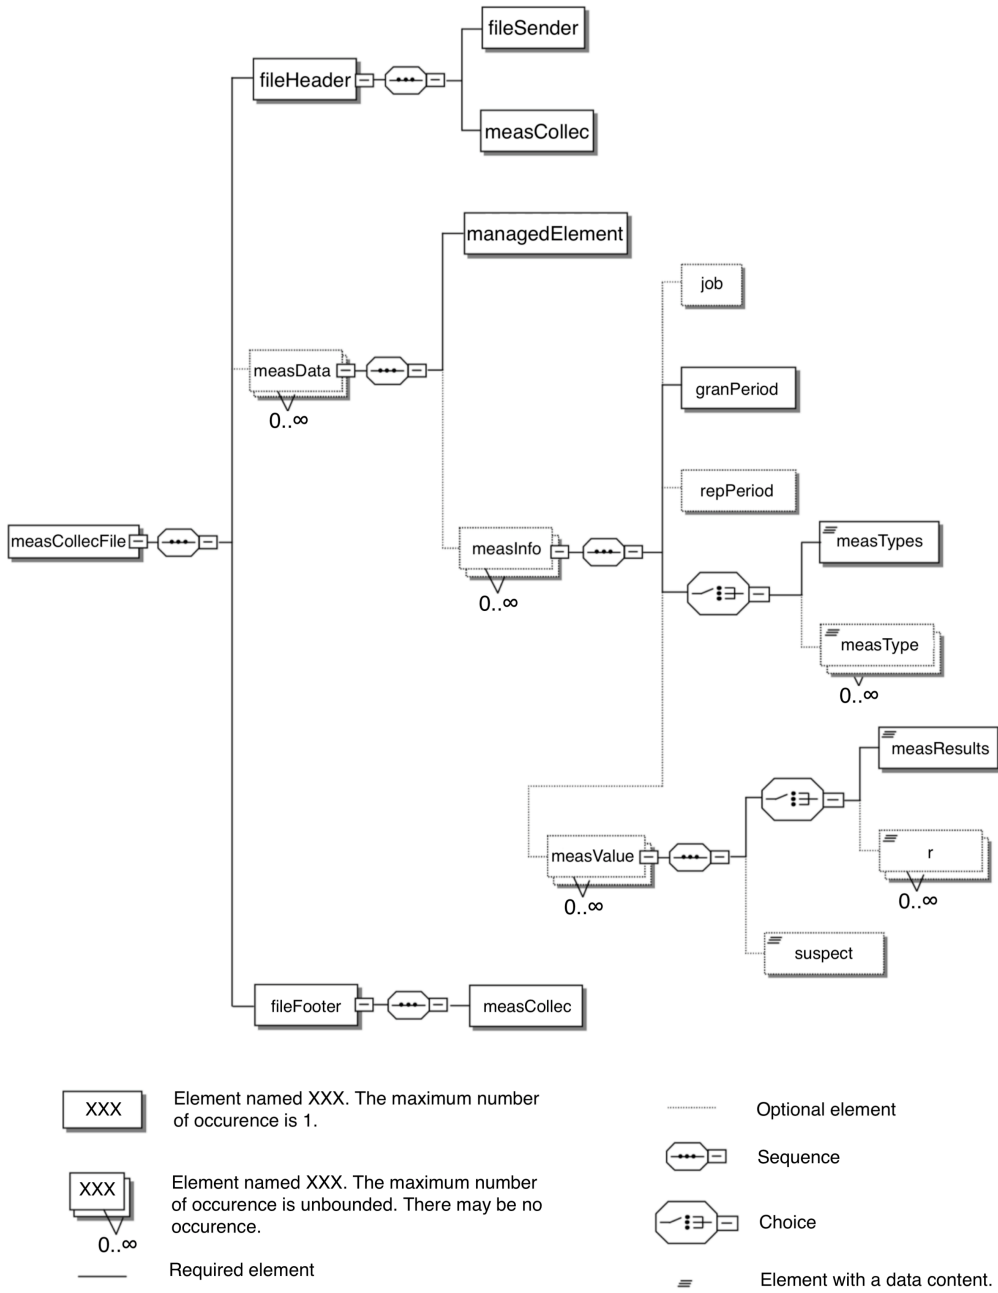 fileSender
fileHeader
measCollec
managedElement
job
measData
granPeriod
0..∞
repPeriod
measTypes
measCollecFile
measInfo
0..∞
measType
0..∞
measResults
measValue
r
0..∞
0..∞
suspect
fileFooter
measCollec
XXX
Element named XXX. The maximum number
of occurence is 1.
XXX
0..∞
Element named XXX. The maximum number
of occurence is unbounded. There may be no
occurence.
Required element
Optional element
Sequence
Choice
Element with a data content.